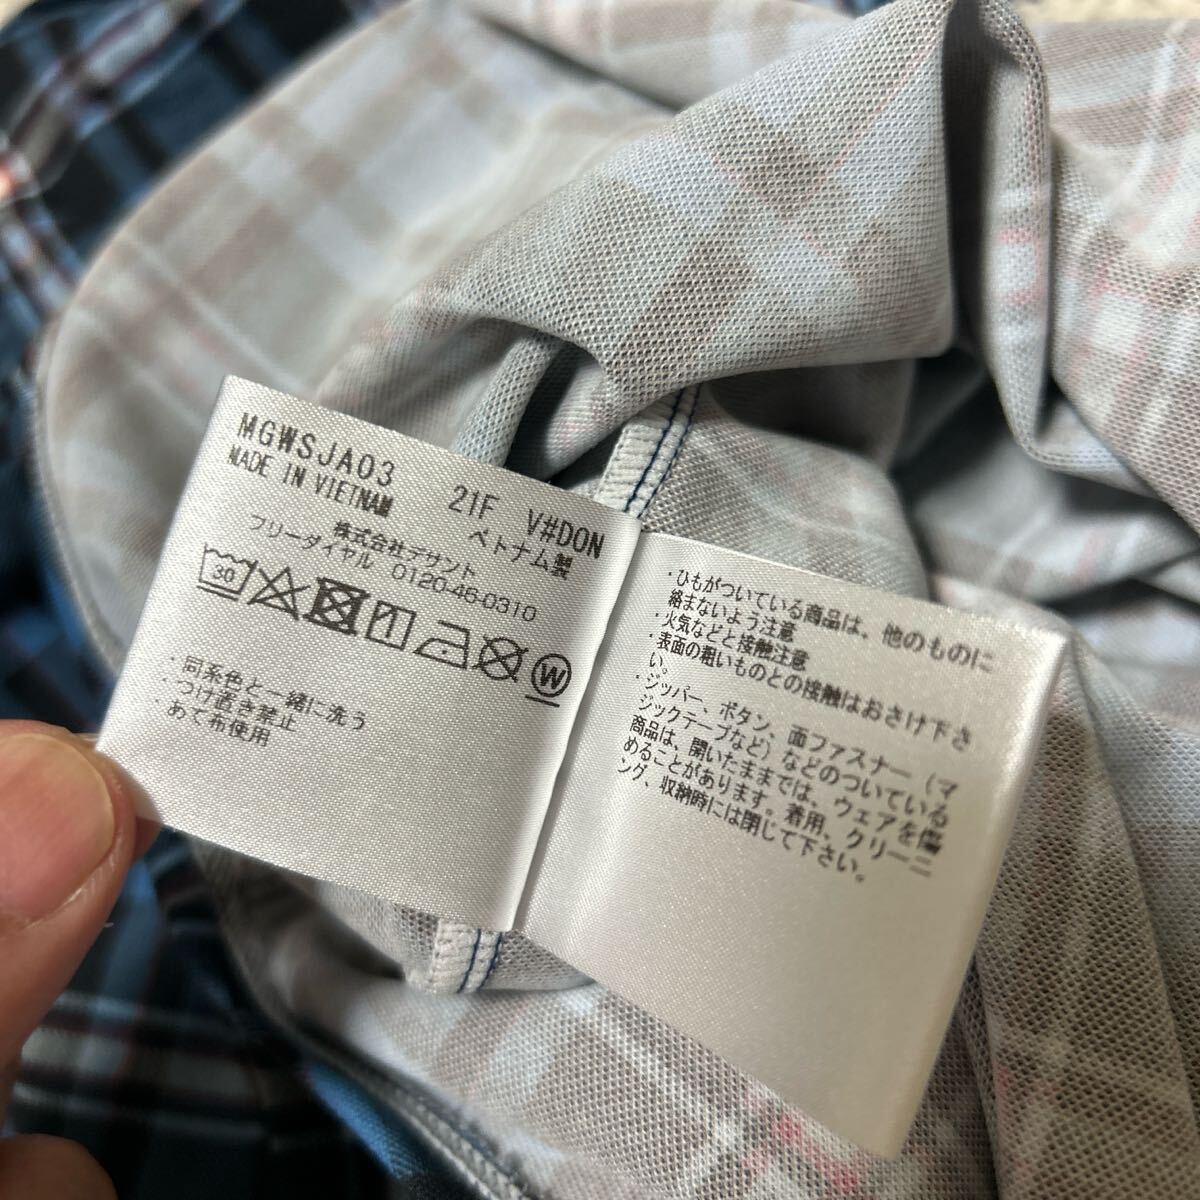 MGWSJA03 21F V#DON
MADE IN VIETNAM ベトナム製
株式会社デサント
フリーダイヤル 0120-46-0310
30
W
・同系色と一緒に洗う
・つけ置き禁止
・あて布使用
・ひもがついている商品は、他のものに
絡まないよう注意
・火気などと接触注意
・表面の粗いものとの接触はおさけ下さ
い。
・ジッパー、ボタン、面ファスナー（マ
ジックテープなど）などのついている
商品は、開いたままでは、ウェアを傷
めることがあります。着用、クリーニ
ング、収納時には閉じて下さい。